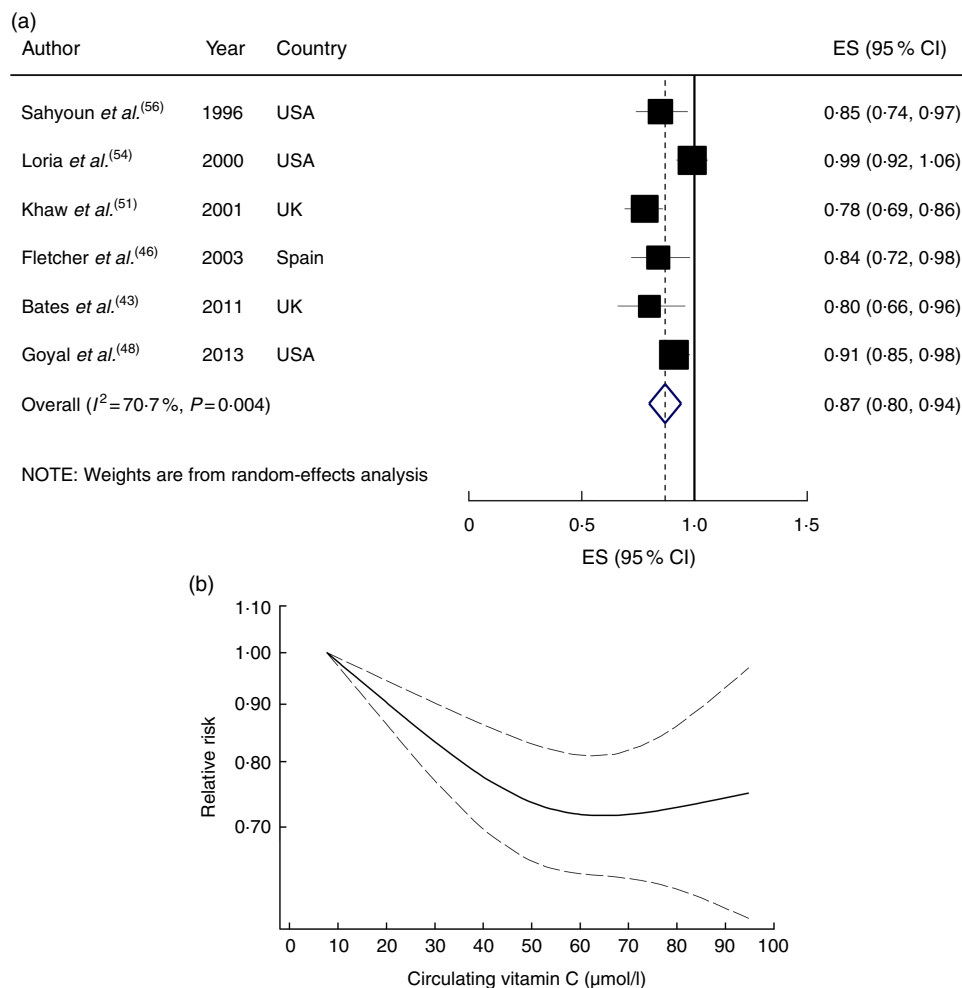 (a)
Author Year Country ES (95 % CI)
Sahyoun et al.(56) 1996 USA 0·85 (0·74, 0·97)
Loria et al.(54) 2000 USA 0·99 (0·92, 1·06)
Khaw et al.(51) 2001 UK 0·78 (0·69, 0·86)
Fletcher et al.(46) 2003 Spain 0·84 (0·72, 0·98)
Bates et al.(43) 2011 UK 0·80 (0·66, 0·96)
Goyal et al.(48) 2013 USA 0·91 (0·85, 0·98)
Overall (I²=70·7 %, P=0·004) 0·87 (0·80, 0·94)
NOTE: Weights are from random-effects analysis
0 0·5 1·0 1·5
ES (95 % CI)
(b)
1·10
1·00
0·90
0·80
0·70
Relative risk
0 10 20 30 40 50 60 70 80 90 100
Circulating vitamin C (µmol/l)